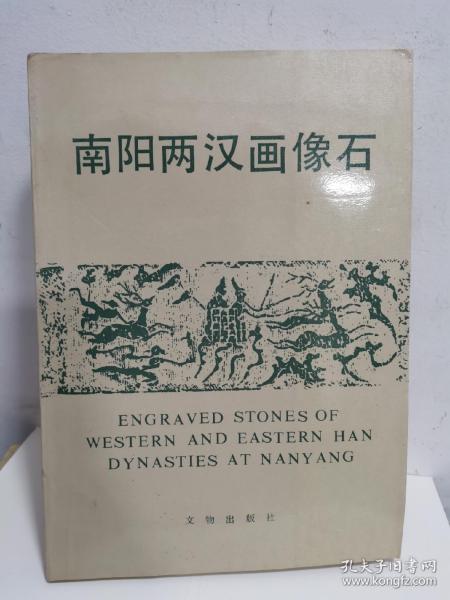 南阳两汉画像石
ENGRAVED STONES OF
WESTERN AND EASTERN HAN
DYNASTIES AT NANYANG
文物出版社
孔夫子旧书网
www.kongfz.com